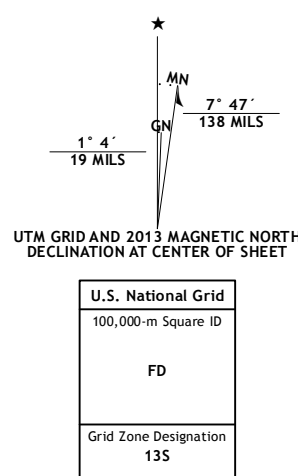 ★
MN
7° 47´
138 MILS
GN
1° 4´
19 MILS
UTM GRID AND 2013 MAGNETIC NORTH
DECLINATION AT CENTER OF SHEET
U.S. National Grid
100,000-m Square ID
FD
Grid Zone Designation
13S